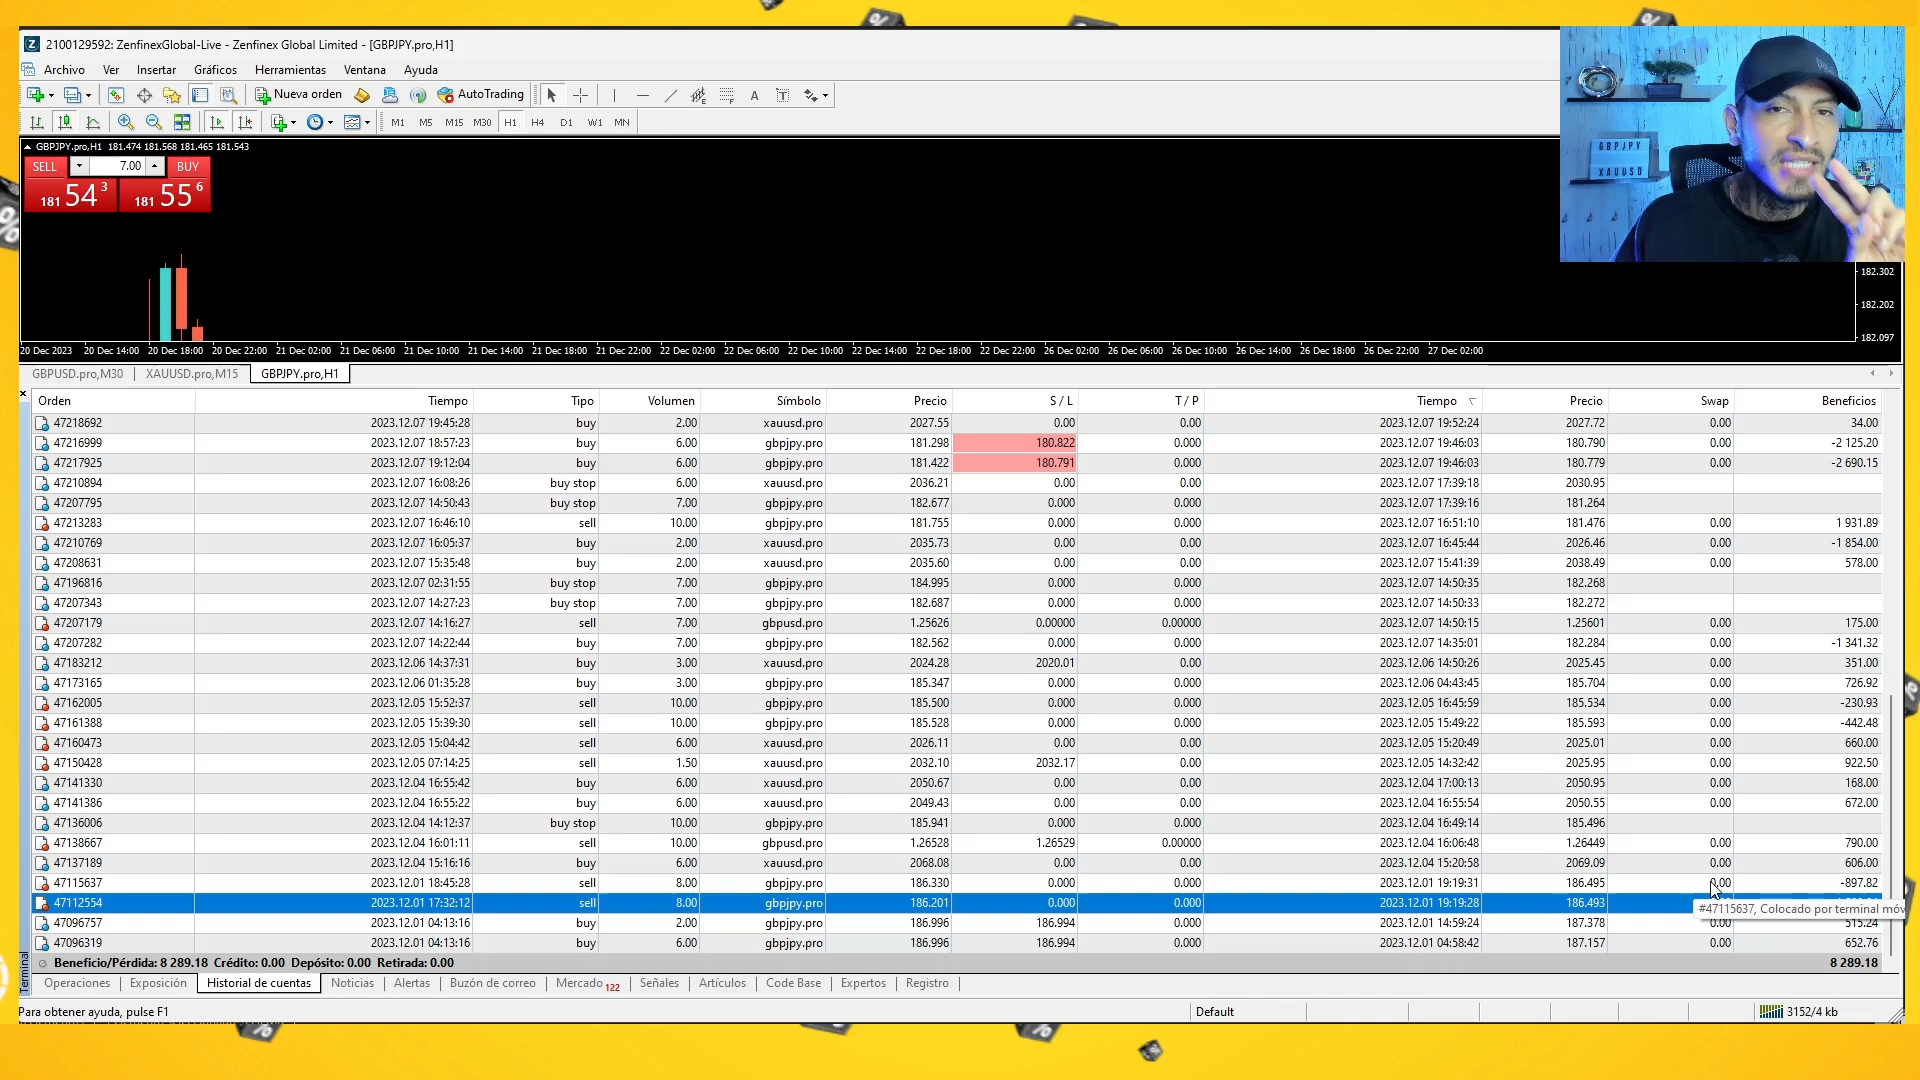 2100129592: ZenfinexGlobal-Live - Zenfinex Global Limited - [GBPJPY.pro,H1]
Archivo Ver Insertar Gráficos Herramientas Ventana Ayuda
Nueva orden AutoTrading A T
M1 M5 M15 M30 H1 H4 D1 W1 MN
GBPJPY.pro,H1 181.474 181.568 181.465 181.543
SELL 7.00 BUY
181 54 3 181 55 6
GBPJPY
XAUUSD
182.302
182.202
182.097
20 Dec 2023 20 Dec 14:00 20 Dec 18:00 20 Dec 22:00 21 Dec 02:00 21 Dec 06:00 21 Dec 10:00 21 Dec 14:00 21 Dec 18:00 21 Dec 22:00 22 Dec 02:00 22 Dec 06:00 22 Dec 10:00 22 Dec 14:00 22 Dec 18:00 22 Dec 22:00 26 Dec 02:00 26 Dec 06:00 26 Dec 10:00 26 Dec 14:00 26 Dec 18:00 26 Dec 22:00 27 Dec 02:00
GBPUSD.pro,M30 XAUUSD.pro,M15 GBPJPY.pro,H1
Orden Tiempo Tipo Volumen Símbolo Precio S / L T / P Tiempo Precio Swap Beneficios
47218692 2023.12.07 19:45:28 buy 2.00 xauusd.pro 2027.55 0.00 0.00 2023.12.07 19:52:24 2027.72 0.00 34.00
47216999 2023.12.07 18:57:23 buy 6.00 gbpjpy.pro 181.298 180.822 0.000 2023.12.07 19:46:03 180.790 0.00 -2 125.20
47217925 2023.12.07 19:12:04 buy 6.00 gbpjpy.pro 181.422 180.791 0.000 2023.12.07 19:46:03 180.779 0.00 -2 690.15
47210894 2023.12.07 16:08:26 buy stop 6.00 xauusd.pro 2036.21 0.00 0.00 2023.12.07 17:39:18 2030.95
47207795 2023.12.07 14:50:43 buy stop 7.00 gbpjpy.pro 182.677 0.000 0.000 2023.12.07 17:39:16 181.264
47213283 2023.12.07 16:46:10 sell 10.00 gbpjpy.pro 181.755 0.000 0.000 2023.12.07 16:51:10 181.476 0.00 1 931.89
47210769 2023.12.07 16:05:37 buy 2.00 xauusd.pro 2035.73 0.00 0.00 2023.12.07 16:45:44 2026.46 0.00 -1 854.00
47208631 2023.12.07 15:35:48 buy 2.00 xauusd.pro 2035.60 0.00 0.00 2023.12.07 15:41:39 2038.49 0.00 578.00
47196816 2023.12.07 02:31:55 buy stop 7.00 gbpjpy.pro 184.995 0.000 0.000 2023.12.07 14:50:35 182.268
47207343 2023.12.07 14:27:23 buy stop 7.00 gbpjpy.pro 182.687 0.000 0.000 2023.12.07 14:50:33 182.272
47207179 2023.12.07 14:16:27 sell 7.00 gbpusd.pro 1.25626 0.00000 0.00000 2023.12.07 14:50:15 1.25601 0.00 175.00
47207282 2023.12.07 14:22:44 buy 7.00 gbpjpy.pro 182.562 0.000 0.000 2023.12.07 14:35:01 182.284 0.00 -1 341.32
47183212 2023.12.06 14:37:31 buy 3.00 xauusd.pro 2024.28 2020.01 0.00 2023.12.06 14:50:26 2025.45 0.00 351.00
47173165 2023.12.06 01:35:28 buy 3.00 gbpjpy.pro 185.347 0.000 0.000 2023.12.06 04:43:45 185.704 0.00 726.92
47162005 2023.12.05 15:52:37 sell 10.00 gbpjpy.pro 185.500 0.000 0.000 2023.12.05 16:45:59 185.534 0.00 -230.93
47161388 2023.12.05 15:39:30 sell 10.00 gbpjpy.pro 185.528 0.000 0.000 2023.12.05 15:49:22 185.593 0.00 -442.48
47160473 2023.12.05 15:04:42 sell 6.00 xauusd.pro 2026.11 0.00 0.00 2023.12.05 15:20:49 2025.01 0.00 660.00
47150428 2023.12.05 07:14:25 sell 1.50 xauusd.pro 2032.10 2032.17 0.00 2023.12.05 14:32:42 2025.95 0.00 922.50
47141330 2023.12.04 16:55:42 buy 6.00 xauusd.pro 2050.67 0.00 0.00 2023.12.04 17:00:13 2050.95 0.00 168.00
47141386 2023.12.04 16:55:22 buy 6.00 xauusd.pro 2049.43 0.00 0.00 2023.12.04 16:55:54 2050.55 0.00 672.00
47136006 2023.12.04 14:12:37 buy stop 10.00 gbpjpy.pro 185.941 0.000 0.000 2023.12.04 16:49:14 185.496
47138667 2023.12.04 16:01:11 sell 10.00 gbpusd.pro 1.26528 1.26529 0.00000 2023.12.04 16:06:48 1.26449 0.00 790.00
47137189 2023.12.04 15:16:16 buy 6.00 xauusd.pro 2068.08 0.00 0.00 2023.12.04 15:20:58 2069.09 0.00 606.00
47115637 2023.12.01 18:45:28 sell 8.00 gbpjpy.pro 186.330 0.000 0.000 2023.12.01 19:19:31 186.495 0.00 -897.82
47112554 2023.12.01 17:32:12 sell 8.00 gbpjpy.pro 186.201 0.000 0.000 2023.12.01 19:19:28 186.493
#47115637, Colocado por terminal móv
47096757 2023.12.01 04:13:16 buy 2.00 gbpjpy.pro 186.996 186.994 0.000 2023.12.01 14:59:24 187.378 0.00 515.24
47096319 2023.12.01 04:13:16 buy 6.00 gbpjpy.pro 186.996 186.994 0.000 2023.12.01 04:58:42 187.157 0.00 652.76
Beneficio/Pérdida: 8 289.18 Crédito: 0.00 Depósito: 0.00 Retirada: 0.00 8 289.18
Terminal
Operaciones Exposición Historial de cuentas Noticias Alertas Buzón de correo Mercado 122 Señales Artículos Code Base Expertos Registro
Para obtener ayuda, pulse F1 Default 3152/4 kb